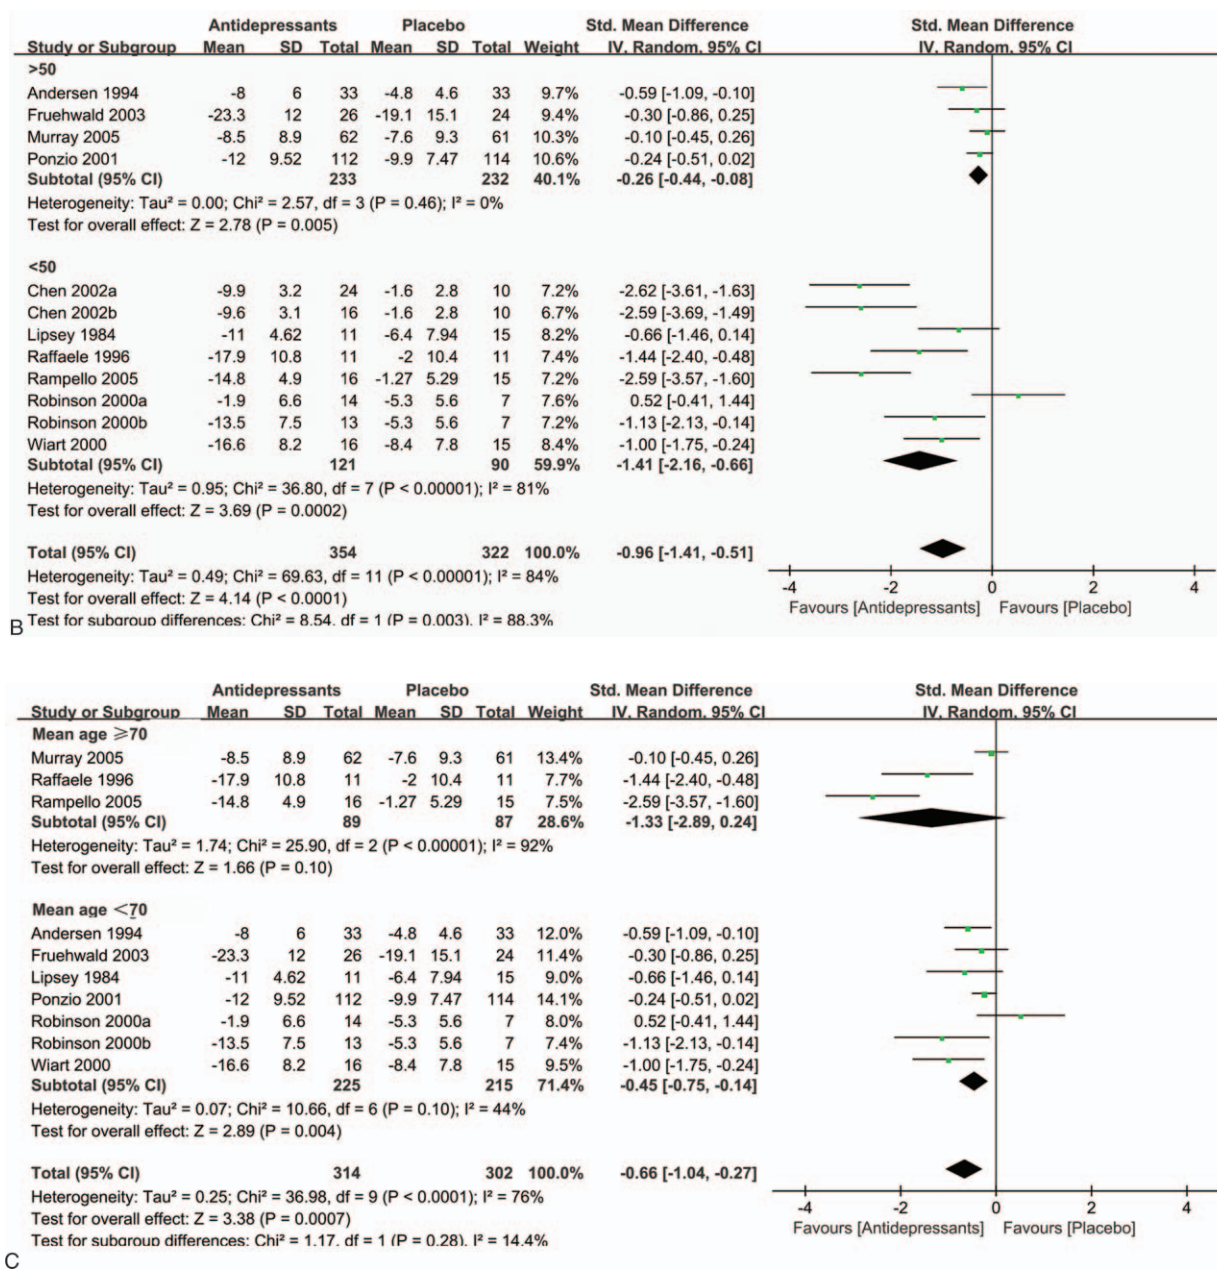 Antidepressants Placebo Std. Mean Difference Std. Mean Difference
Study or Subgroup Mean SD Total Mean SD Total Weight IV, Random, 95% CI IV, Random, 95% CI
>50
Andersen 1994 -8 6 33 -4.8 4.6 33 9.7% -0.59 [-1.09, -0.10]
Fruehwald 2003 -23.3 12 26 -19.1 15.1 24 9.4% -0.30 [-0.86, 0.25]
Murray 2005 -8.5 8.9 62 -7.6 9.3 61 10.3% -0.10 [-0.45, 0.26]
Ponzio 2001 -12 9.52 112 -9.9 7.47 114 10.6% -0.24 [-0.51, 0.02]
Subtotal (95% CI) 233 232 40.1% -0.26 [-0.44, -0.08]
Heterogeneity: Tau² = 0.00; Chi² = 2.57, df = 3 (P = 0.46); I² = 0%
Test for overall effect: Z = 2.78 (P = 0.005)
<50
Chen 2002a -9.9 3.2 24 -1.6 2.8 10 7.2% -2.62 [-3.61, -1.63]
Chen 2002b -9.6 3.1 16 -1.6 2.8 10 6.7% -2.59 [-3.69, -1.49]
Lipsey 1984 -11 4.62 11 -6.4 7.94 15 8.2% -0.66 [-1.46, 0.14]
Raffaele 1996 -17.9 10.8 11 -2 10.4 11 7.4% -1.44 [-2.40, -0.48]
Rampello 2005 -14.8 4.9 16 -1.27 5.29 15 7.2% -2.59 [-3.57, -1.60]
Robinson 2000a -1.9 6.6 14 -5.3 5.6 7 7.6% 0.52 [-0.41, 1.44]
Robinson 2000b -13.5 7.5 13 -5.3 5.6 7 7.2% -1.13 [-2.13, -0.14]
Wiart 2000 -16.6 8.2 16 -8.4 7.8 15 8.4% -1.00 [-1.75, -0.24]
Subtotal (95% CI) 121 90 59.9% -1.41 [-2.16, -0.66]
Heterogeneity: Tau² = 0.95; Chi² = 36.80, df = 7 (P < 0.00001); I² = 81%
Test for overall effect: Z = 3.69 (P = 0.0002)
Total (95% CI) 354 322 100.0% -0.96 [-1.41, -0.51]
Heterogeneity: Tau² = 0.49; Chi² = 69.63, df = 11 (P < 0.00001); I² = 84%
-4 -2 0 2 4
Test for overall effect: Z = 4.14 (P < 0.0001)
Favours [Antidepressants] Favours [Placebo]
Test for subgroup differences: Chi² = 8.54, df = 1 (P = 0.003), I² = 88.3%
B
Antidepressants Placebo Std. Mean Difference Std. Mean Difference
Study or Subgroup Mean SD Total Mean SD Total Weight IV, Random, 95% CI IV, Random, 95% CI
Mean age ⩾70
Murray 2005 -8.5 8.9 62 -7.6 9.3 61 13.4% -0.10 [-0.45, 0.26]
Raffaele 1996 -17.9 10.8 11 -2 10.4 11 7.7% -1.44 [-2.40, -0.48]
Rampello 2005 -14.8 4.9 16 -1.27 5.29 15 7.5% -2.59 [-3.57, -1.60]
Subtotal (95% CI) 89 87 28.6% -1.33 [-2.89, 0.24]
Heterogeneity: Tau² = 1.74; Chi² = 25.90, df = 2 (P < 0.00001); I² = 92%
Test for overall effect: Z = 1.66 (P = 0.10)
Mean age <70
Andersen 1994 -8 6 33 -4.8 4.6 33 12.0% -0.59 [-1.09, -0.10]
Fruehwald 2003 -23.3 12 26 -19.1 15.1 24 11.4% -0.30 [-0.86, 0.25]
Lipsey 1984 -11 4.62 11 -6.4 7.94 15 9.0% -0.66 [-1.46, 0.14]
Ponzio 2001 -12 9.52 112 -9.9 7.47 114 14.1% -0.24 [-0.51, 0.02]
Robinson 2000a -1.9 6.6 14 -5.3 5.6 7 8.0% 0.52 [-0.41, 1.44]
Robinson 2000b -13.5 7.5 13 -5.3 5.6 7 7.4% -1.13 [-2.13, -0.14]
Wiart 2000 -16.6 8.2 16 -8.4 7.8 15 9.5% -1.00 [-1.75, -0.24]
Subtotal (95% CI) 225 215 71.4% -0.45 [-0.75, -0.14]
Heterogeneity: Tau² = 0.07; Chi² = 10.66, df = 6 (P = 0.10); I² = 44%
Test for overall effect: Z = 2.89 (P = 0.004)
Total (95% CI) 314 302 100.0% -0.66 [-1.04, -0.27]
Heterogeneity: Tau² = 0.25; Chi² = 36.98, df = 9 (P < 0.0001); I² = 76%
-4 -2 0 2 4
Test for overall effect: Z = 3.38 (P = 0.0007)
Favours [Antidepressants] Favours [Placebo]
Test for subgroup differences: Chi² = 1.17, df = 1 (P = 0.28), I² = 14.4%
C